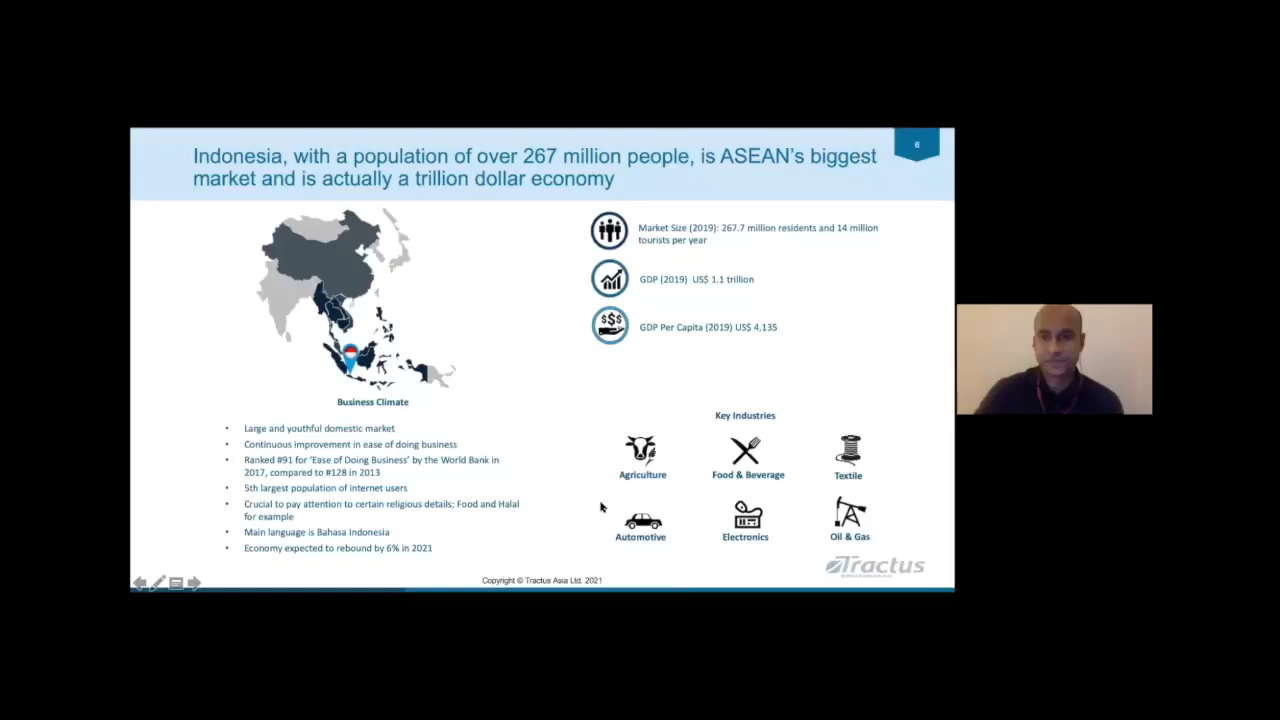 Indonesia, with a population of over 267 million people, is ASEAN's biggest
market and is actually a trillion dollar economy
6
Market Size (2019): 267.7 million residents and 14 million
tourists per year
GDP (2019) US$ 1.1 trillion
$$$
GDP Per Capita (2019) US$ 4,135
Business Climate
• Large and youthful domestic market
• Continuous improvement in ease of doing business
• Ranked #91 for 'Ease of Doing Business' by the World Bank in
2017, compared to #128 in 2013
• 5th largest population of internet users
• Crucial to pay attention to certain religious details; Food and Halal
for example
• Main language is Bahasa Indonesia
• Economy expected to rebound by 6% in 2021
Key Industries
Agriculture
Food & Beverage
Textile
Automotive
Electronics
Oil & Gas
Tractus
Copyright © Tractus Asia Ltd. 2021